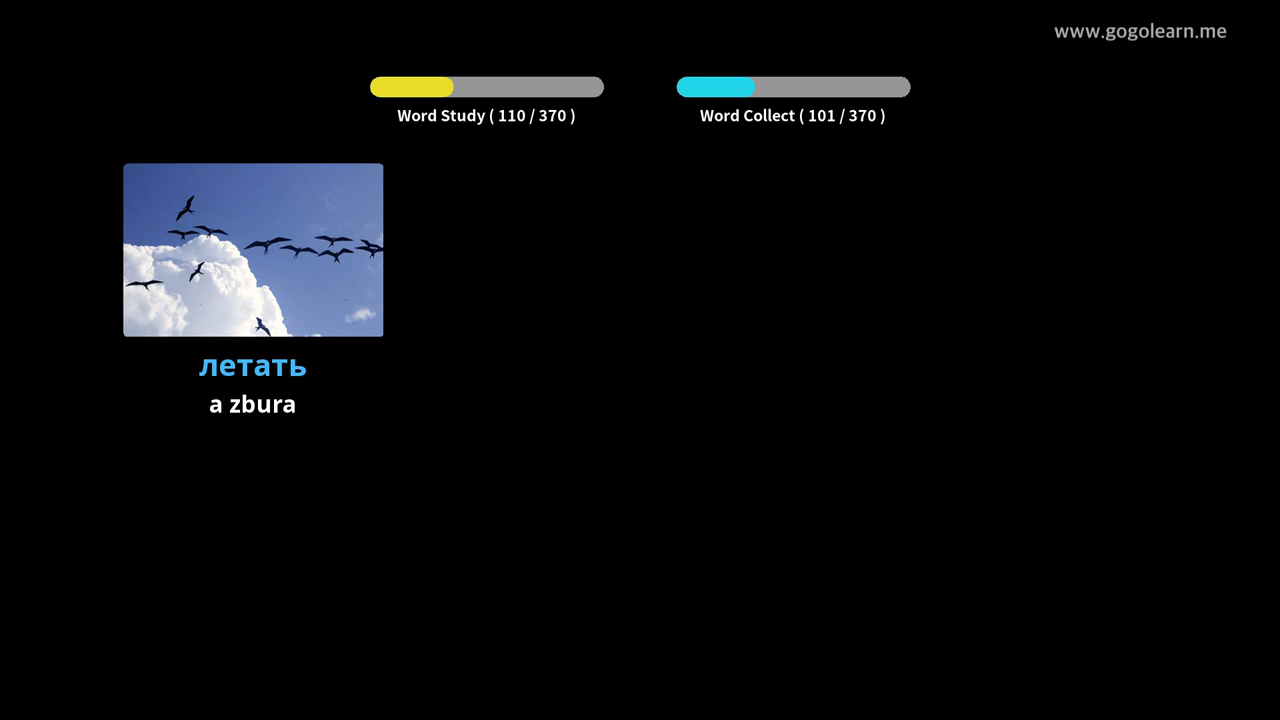 www.gogolearn.me
Word Study ( 110 / 370 )
Word Collect ( 101 / 370 )
летать
a zbura